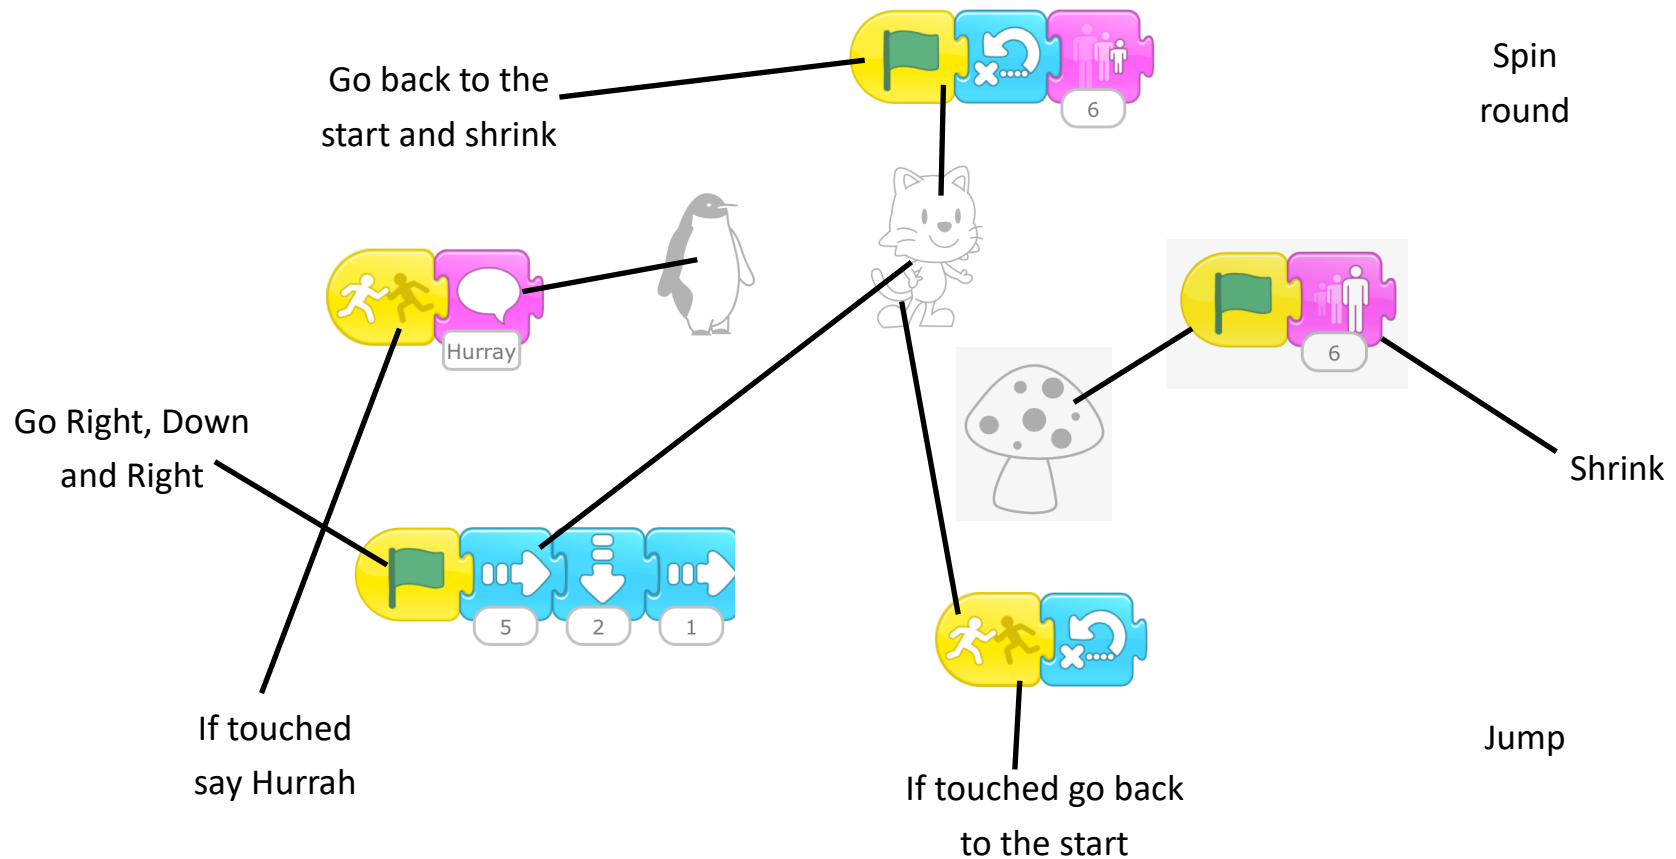 Go back to the
start and shrink
6
Spin
round
Hurray
6
Go Right, Down
and Right
Shrink
5
2
1
If touched
say Hurrah
If touched go back
to the start
Jump